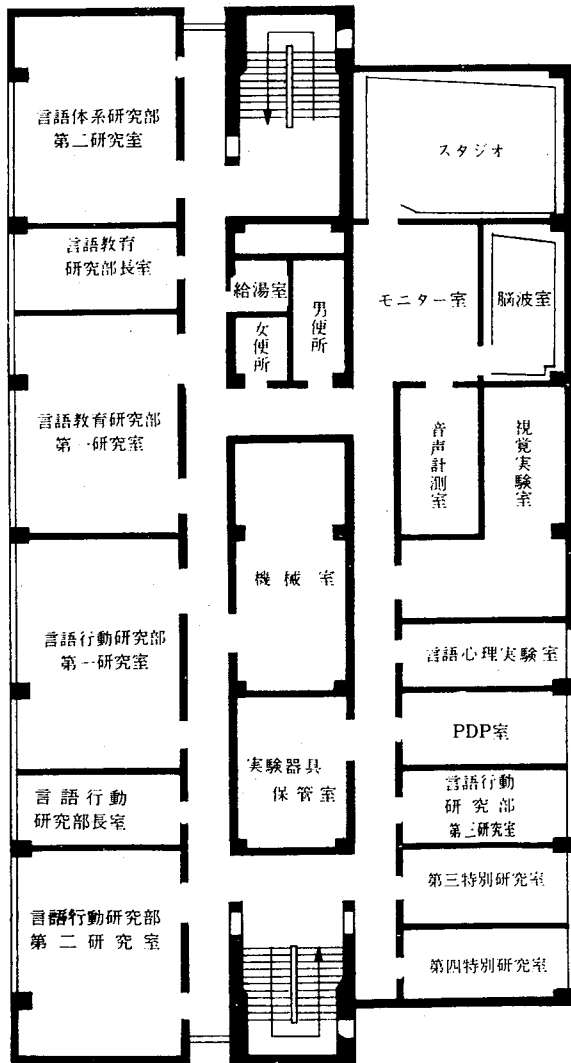 言語体系研究部
第二研究室
言語教育
研究部長室
言語教育研究部
第一研究室
言語行動研究部
第一研究室
言語行動
研究部長室
言語行動研究部
第二研究室
給湯室
女便所
男便所
機械室
実験器具
保管室
スタジオ
モニター室
脳波室
音声計測室
視覚実験室
言語心理実験室
PDP室
言語行動
研究部
第三研究室
第三特別研究室
第四特別研究室